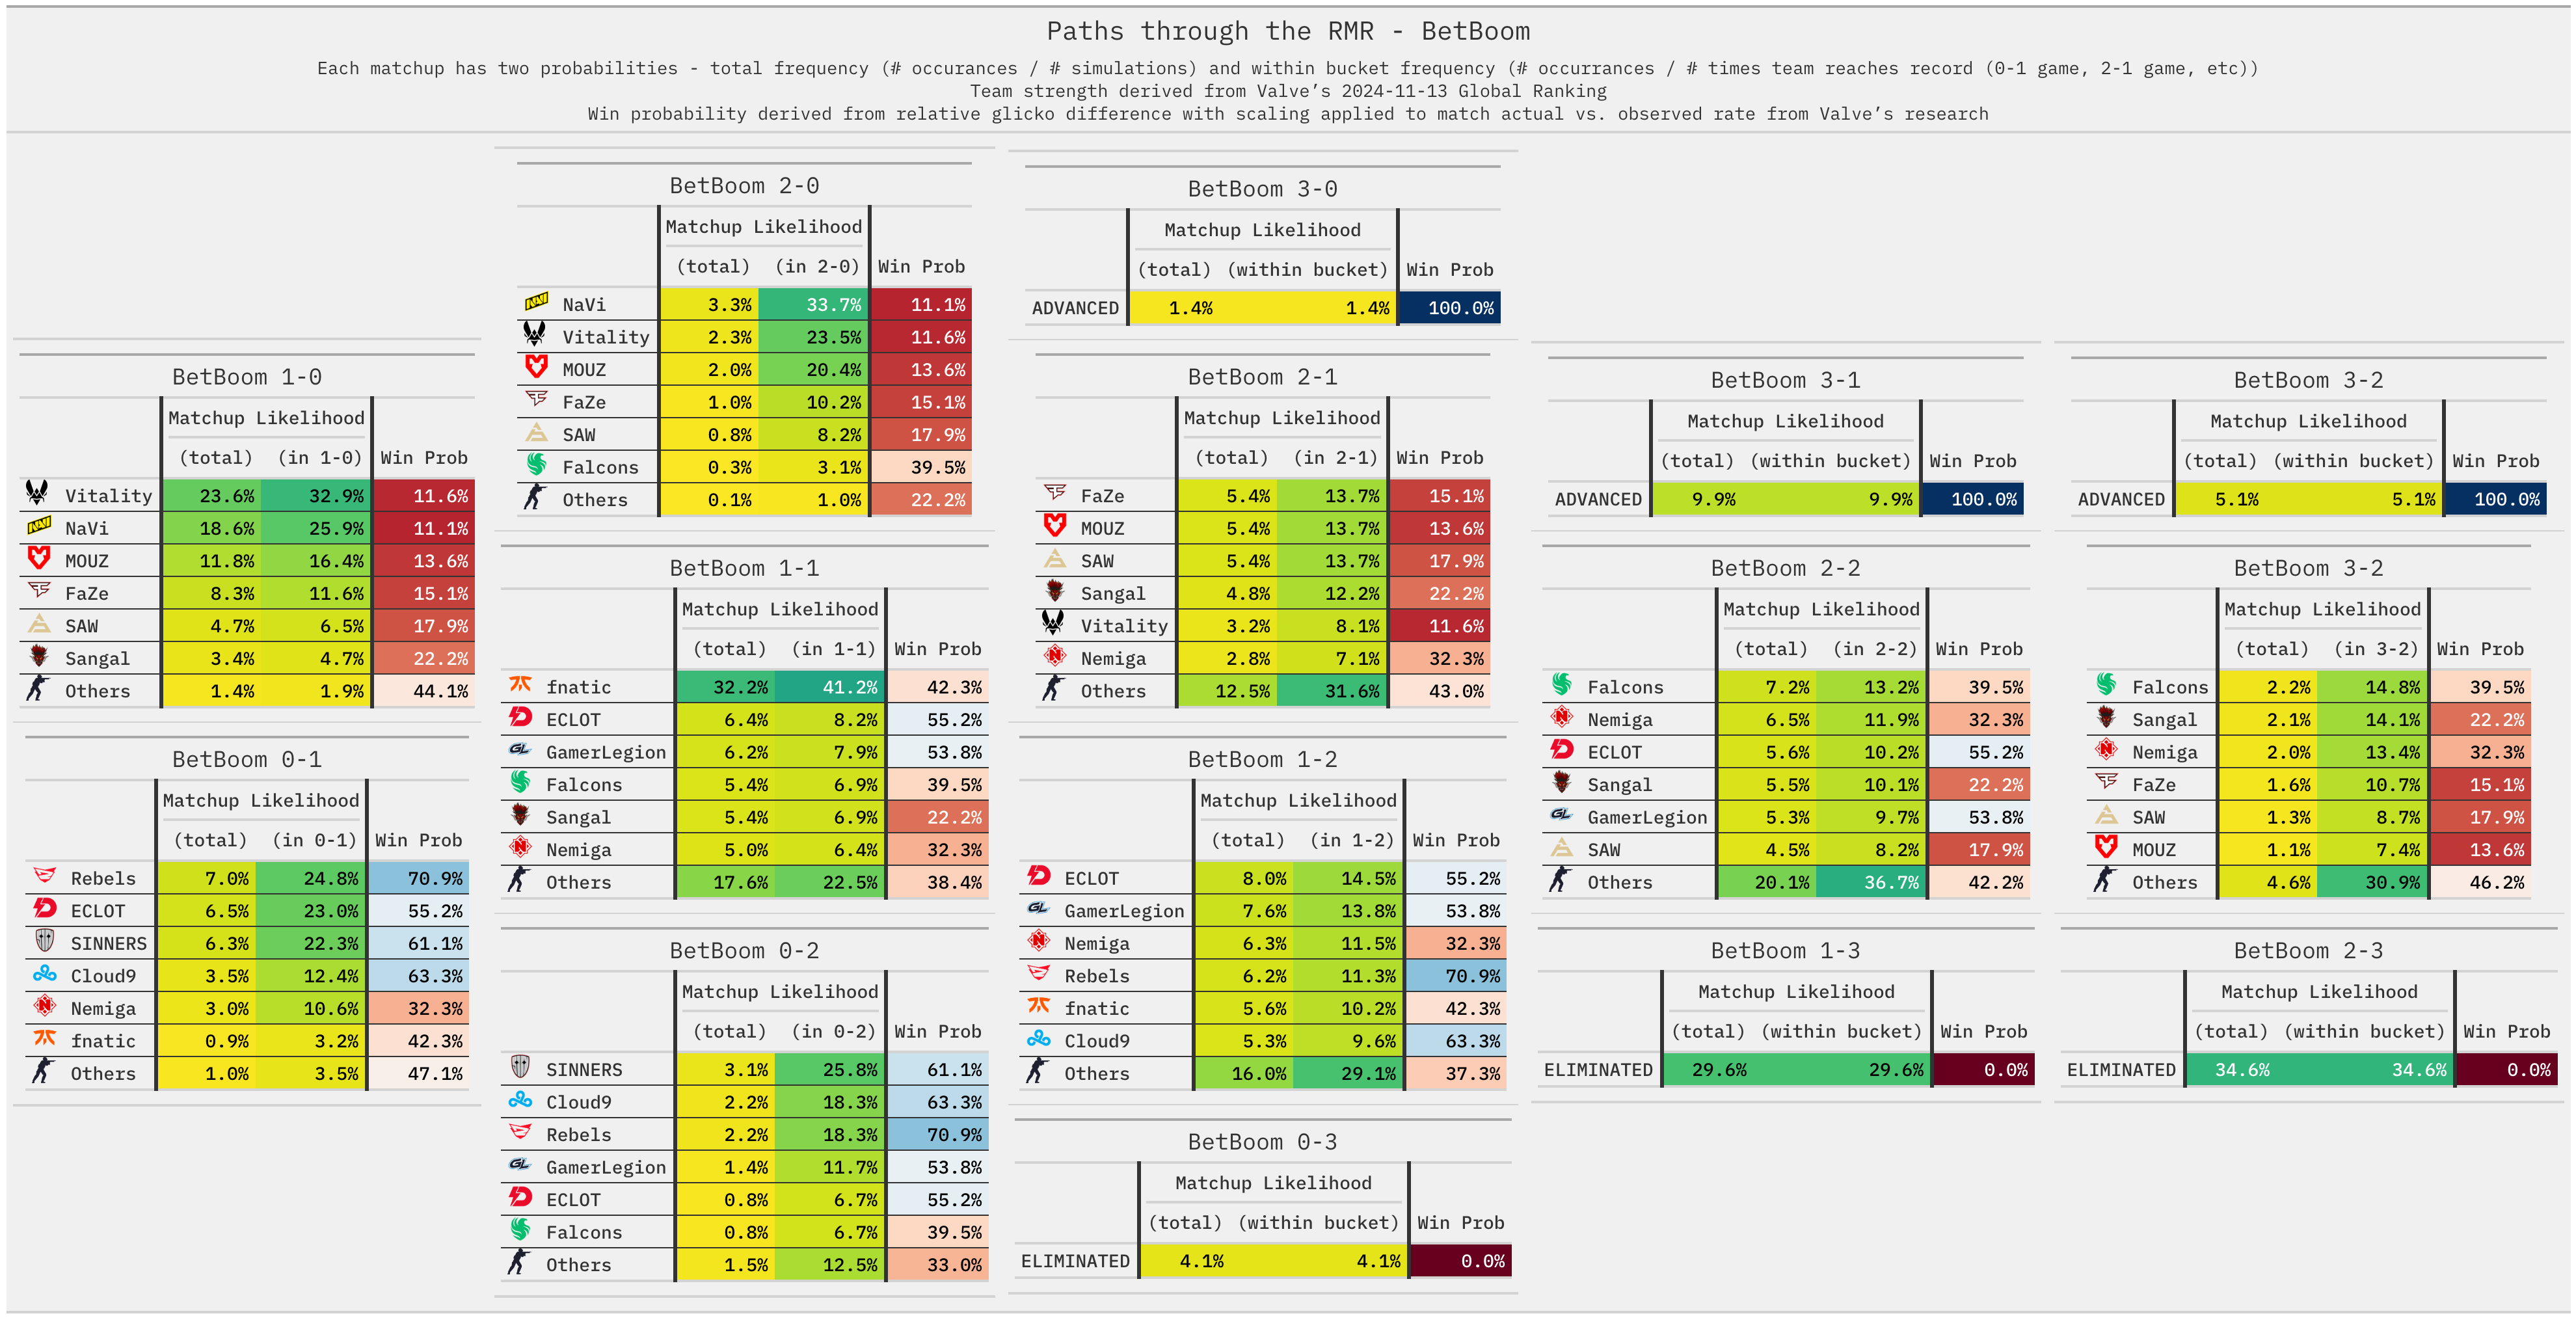 Paths through the RMR - BetBoom
Each matchup has two probabilities - total frequency (# occurances / # simulations) and within bucket frequency (# occurrances / # times team reaches record (0-1 game, 2-1 game, etc))
Team strength derived from Valve's 2024-11-13 Global Ranking
Win probability derived from relative glicko difference with scaling applied to match actual vs. observed rate from Valve's research
BetBoom 1-0
Matchup Likelihood
(total) (in 1-0) Win Prob
Vitality 23.6% 32.9% 11.6%
NaVi 18.6% 25.9% 11.1%
MOUZ 11.8% 16.4% 13.6%
FaZe 8.3% 11.6% 15.1%
SAW 4.7% 6.5% 17.9%
Sangal 3.4% 4.7% 22.2%
Others 1.4% 1.9% 44.1%
BetBoom 0-1
Matchup Likelihood
(total) (in 0-1) Win Prob
Rebels 7.0% 24.8% 70.9%
ECLOT 6.5% 23.0% 55.2%
SINNERS 6.3% 22.3% 61.1%
Cloud9 3.5% 12.4% 63.3%
Nemiga 3.0% 10.6% 32.3%
fnatic 0.9% 3.2% 42.3%
Others 1.0% 3.5% 47.1%
BetBoom 2-0
Matchup Likelihood
(total) (in 2-0) Win Prob
NaVi 3.3% 33.7% 11.1%
Vitality 2.3% 23.5% 11.6%
MOUZ 2.0% 20.4% 13.6%
FaZe 1.0% 10.2% 15.1%
SAW 0.8% 8.2% 17.9%
Falcons 0.3% 3.1% 39.5%
Others 0.1% 1.0% 22.2%
BetBoom 1-1
Matchup Likelihood
(total) (in 1-1) Win Prob
fnatic 32.2% 41.2% 42.3%
ECLOT 6.4% 8.2% 55.2%
GamerLegion 6.2% 7.9% 53.8%
Falcons 5.4% 6.9% 39.5%
Sangal 5.4% 6.9% 22.2%
Nemiga 5.0% 6.4% 32.3%
Others 17.6% 22.5% 38.4%
BetBoom 0-2
Matchup Likelihood
(total) (in 0-2) Win Prob
SINNERS 3.1% 25.8% 61.1%
Cloud9 2.2% 18.3% 63.3%
Rebels 2.2% 18.3% 70.9%
GamerLegion 1.4% 11.7% 53.8%
ECLOT 0.8% 6.7% 55.2%
Falcons 0.8% 6.7% 39.5%
Others 1.5% 12.5% 33.0%
BetBoom 3-0
Matchup Likelihood
(total) (within bucket) Win Prob
ADVANCED 1.4% 1.4% 100.0%
BetBoom 2-1
Matchup Likelihood
(total) (in 2-1) Win Prob
FaZe 5.4% 13.7% 15.1%
MOUZ 5.4% 13.7% 13.6%
SAW 5.4% 13.7% 17.9%
Sangal 4.8% 12.2% 22.2%
Vitality 3.2% 8.1% 11.6%
Nemiga 2.8% 7.1% 32.3%
Others 12.5% 31.6% 43.0%
BetBoom 1-2
Matchup Likelihood
(total) (in 1-2) Win Prob
ECLOT 8.0% 14.5% 55.2%
GamerLegion 7.6% 13.8% 53.8%
Nemiga 6.3% 11.5% 32.3%
Rebels 6.2% 11.3% 70.9%
fnatic 5.6% 10.2% 42.3%
Cloud9 5.3% 9.6% 63.3%
Others 16.0% 29.1% 37.3%
BetBoom 0-3
Matchup Likelihood
(total) (within bucket) Win Prob
ELIMINATED 4.1% 4.1% 0.0%
BetBoom 3-1
Matchup Likelihood
(total) (within bucket) Win Prob
ADVANCED 9.9% 9.9% 100.0%
BetBoom 2-2
Matchup Likelihood
(total) (in 2-2) Win Prob
Falcons 7.2% 13.2% 39.5%
Nemiga 6.5% 11.9% 32.3%
ECLOT 5.6% 10.2% 55.2%
Sangal 5.5% 10.1% 22.2%
GamerLegion 5.3% 9.7% 53.8%
SAW 4.5% 8.2% 17.9%
Others 20.1% 36.7% 42.2%
BetBoom 1-3
Matchup Likelihood
(total) (within bucket) Win Prob
ELIMINATED 29.6% 29.6% 0.0%
BetBoom 3-2
Matchup Likelihood
(total) (within bucket) Win Prob
ADVANCED 5.1% 5.1% 100.0%
BetBoom 3-2
Matchup Likelihood
(total) (in 3-2) Win Prob
Falcons 2.2% 14.8% 39.5%
Sangal 2.1% 14.1% 22.2%
Nemiga 2.0% 13.4% 32.3%
FaZe 1.6% 10.7% 15.1%
SAW 1.3% 8.7% 17.9%
MOUZ 1.1% 7.4% 13.6%
Others 4.6% 30.9% 46.2%
BetBoom 2-3
Matchup Likelihood
(total) (within bucket) Win Prob
ELIMINATED 34.6% 34.6% 0.0%